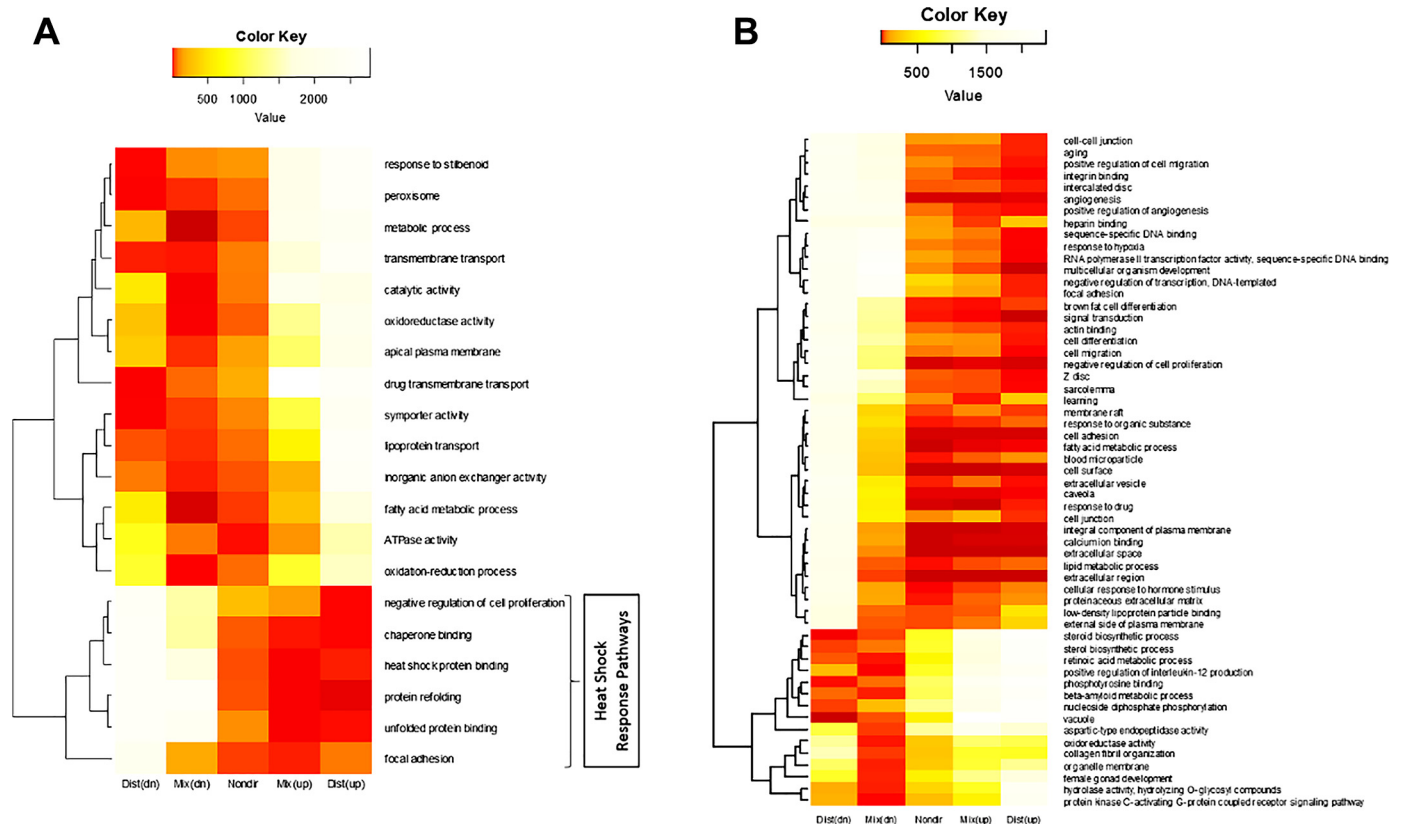 A
Color Key
500 1000 2000
Value
response to stilbenoid
peroxisome
metabolic process
transmembrane transport
catalytic activity
oxidoreductase activity
apical plasma membrane
drug transmembrane transport
symporter activity
lipoprotein transport
inorganic anion exchanger activity
fatty acid metabolic process
ATPase activity
oxidation-reduction process
negative regulation of cell proliferation
chaperone binding
heat shock protein binding
protein refolding
unfolded protein binding
focal adhesion
Heat Shock
Response Pathways
Dist(dn) Mix(dn) Nondir Mix(up) Dist(up)
B
Color Key
500 1500
Value
cell-cell junction
aging
positive regulation of cell migration
integrin binding
intercalated disc
angiogenesis
positive regulation of angiogenesis
heparin binding
sequence-specific DNA binding
response to hypoxia
RNA polymerase II transcription factor activity, sequence-specific DNA binding
multicellular organism development
negative regulation of transcription, DNA-templated
focal adhesion
brown fat cell differentiation
signal transduction
actin binding
cell differentiation
cell migration
negative regulation of cell proliferation
Z disc
sarcolemma
learning
membrane raft
response to organic substance
cell adhesion
fatty acid metabolic process
blood microparticle
cell surface
extracellular vesicle
caveola
response to drug
cell junction
integral component of plasma membrane
calcium ion binding
extracellular space
lipid metabolic process
extracellular region
cellular response to hormone stimulus
proteinaceous extracellular matrix
low-density lipoprotein particle binding
external side of plasma membrane
steroid biosynthetic process
sterol biosynthetic process
retinoic acid metabolic process
positive regulation of interleukin-12 production
phosphotyrosine binding
beta-amyloid metabolic process
nucleoside diphosphate phosphorylation
vacuole
aspartic-type endopeptidase activity
oxidoreductase activity
collagen fibril organization
organelle membrane
female gonad development
hydrolase activity, hydrolyzing O-glycosyl compounds
protein kinase C-activating G-protein coupled receptor signaling pathway
Dist(dn) Mix(dn) Nondir Mix(up) Dist(up)